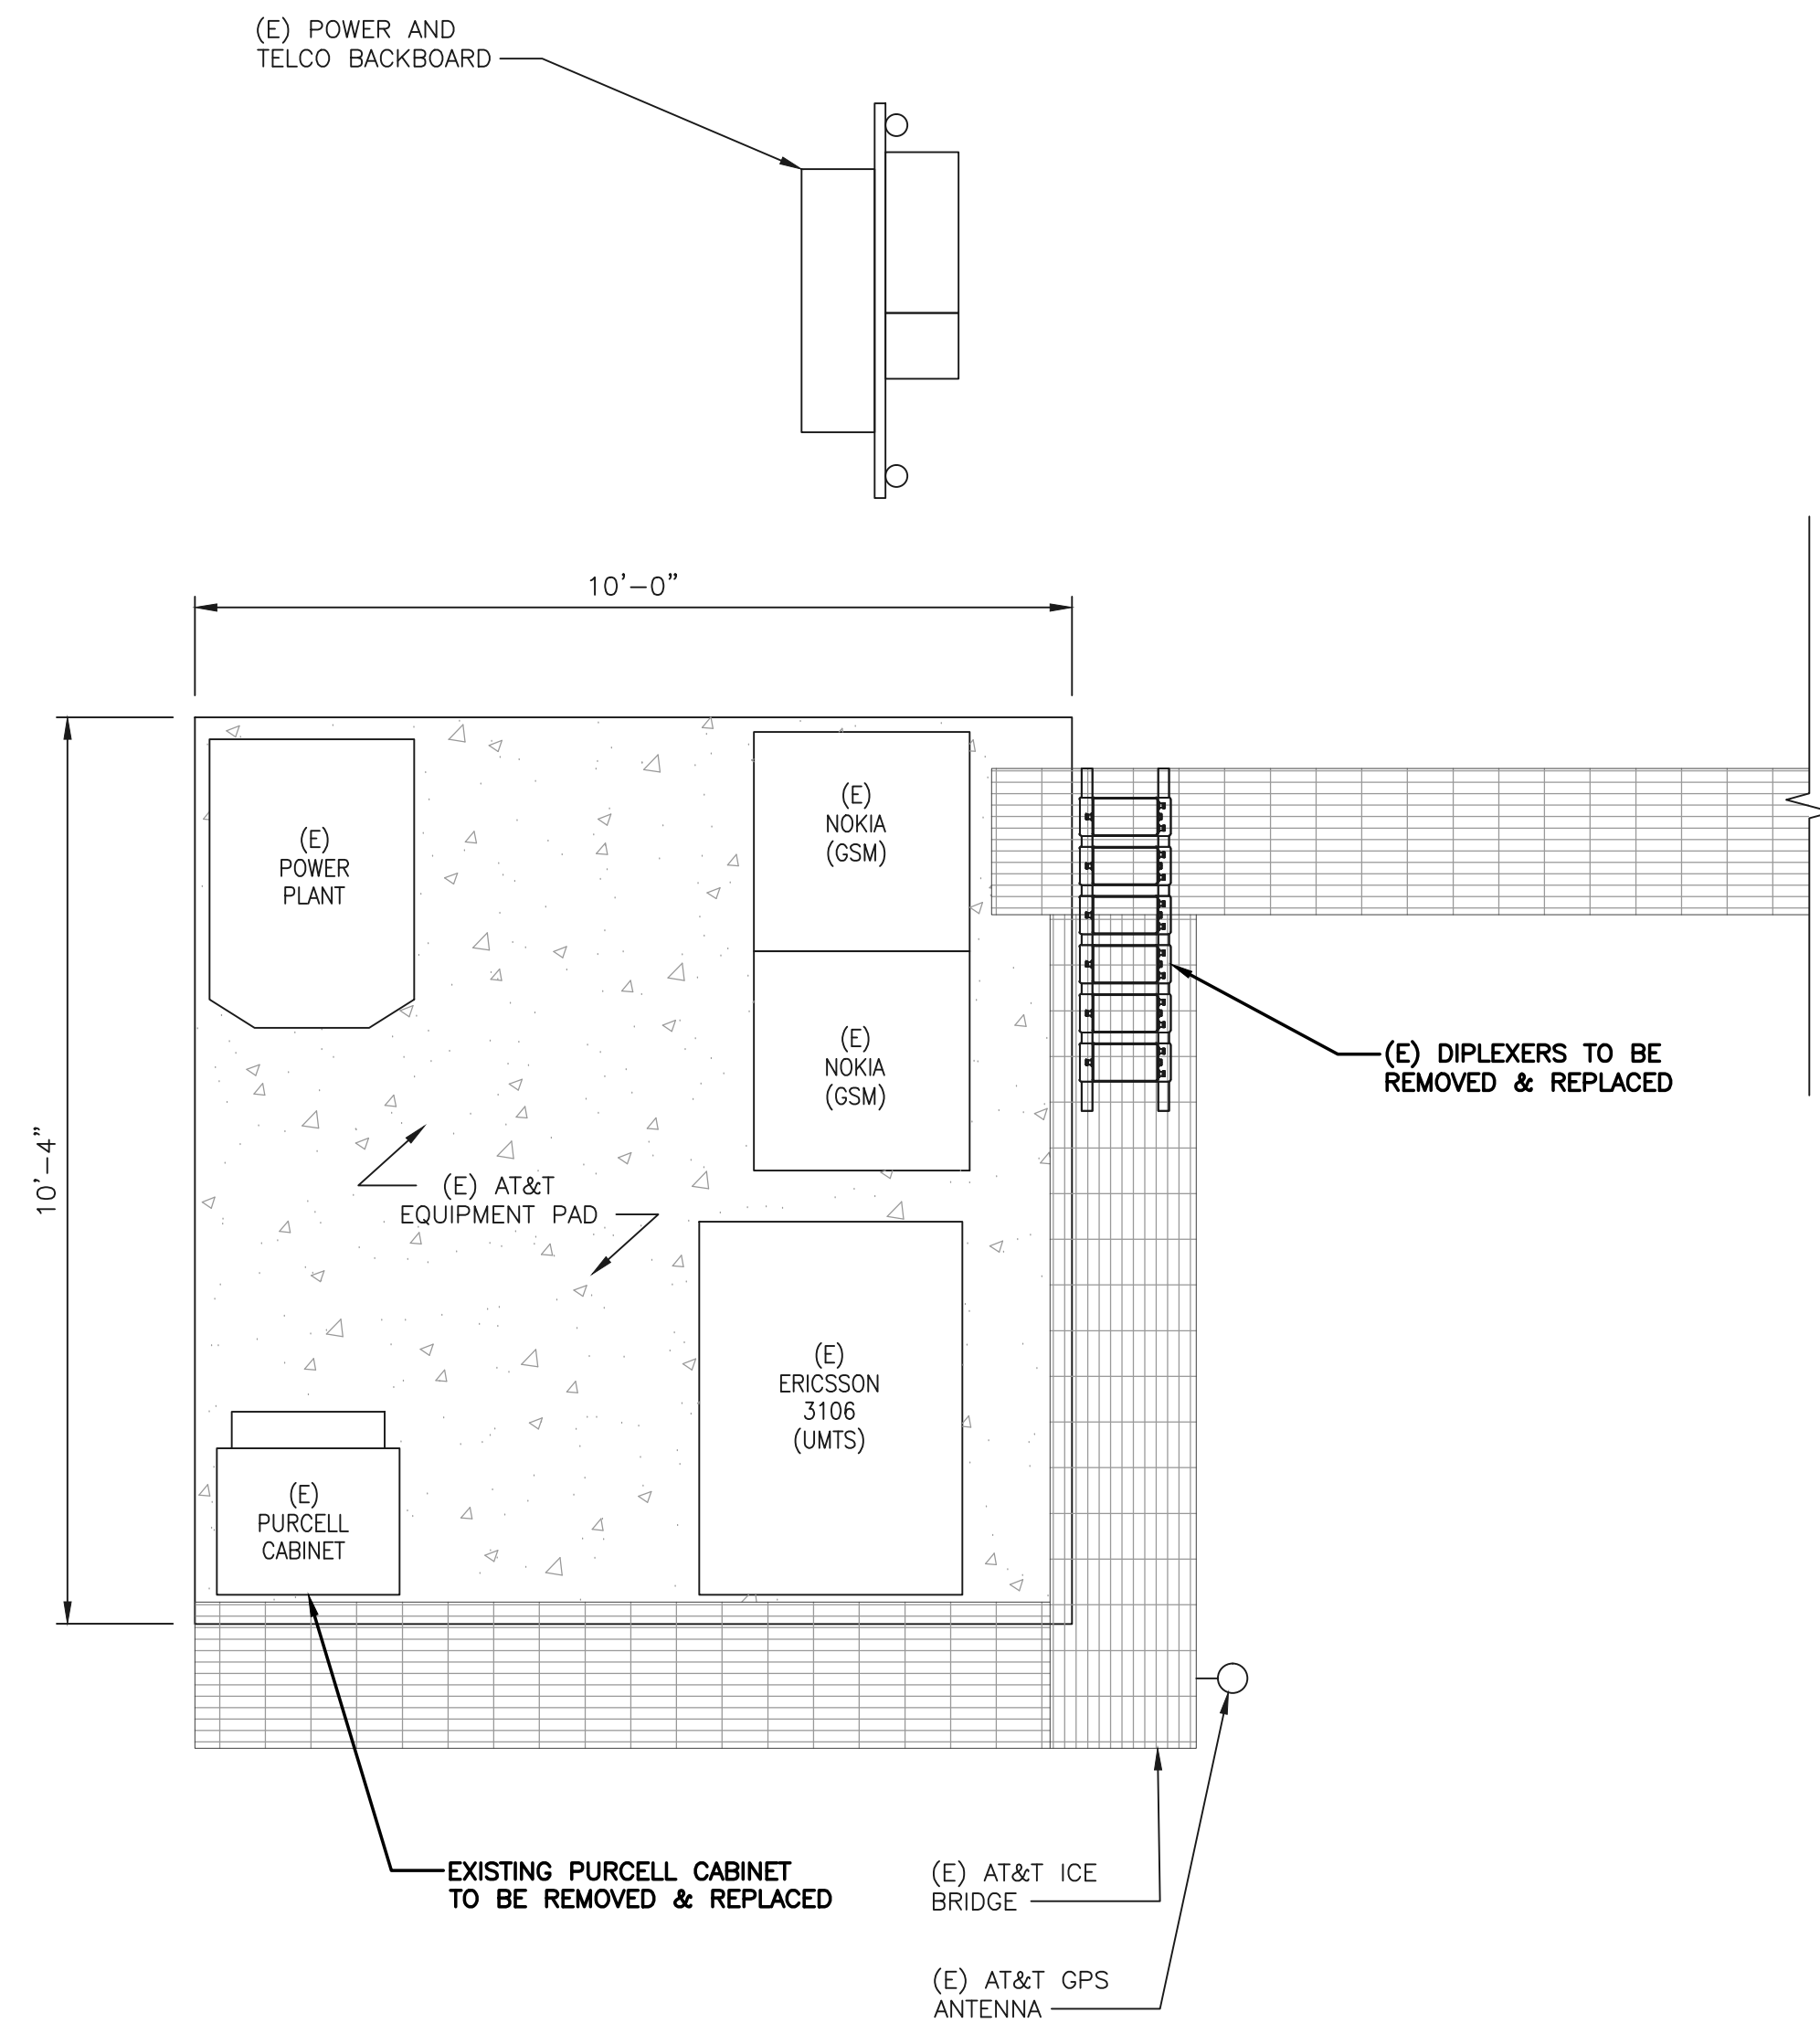 (E) POWER AND
TELCO BACKBOARD
10'-0"
(E)
POWER
PLANT
(E)
NOKIA
(GSM)
(E)
NOKIA
(GSM)
(E) DIPLEXERS TO BE
REMOVED & REPLACED
10'-4"
(E) AT&T
EQUIPMENT PAD
(E)
ERICSSON
3106
(UMTS)
(E)
PURCELL
CABINET
EXISTING PURCELL CABINET
TO BE REMOVED & REPLACED
(E) AT&T ICE
BRIDGE
(E) AT&T GPS
ANTENNA